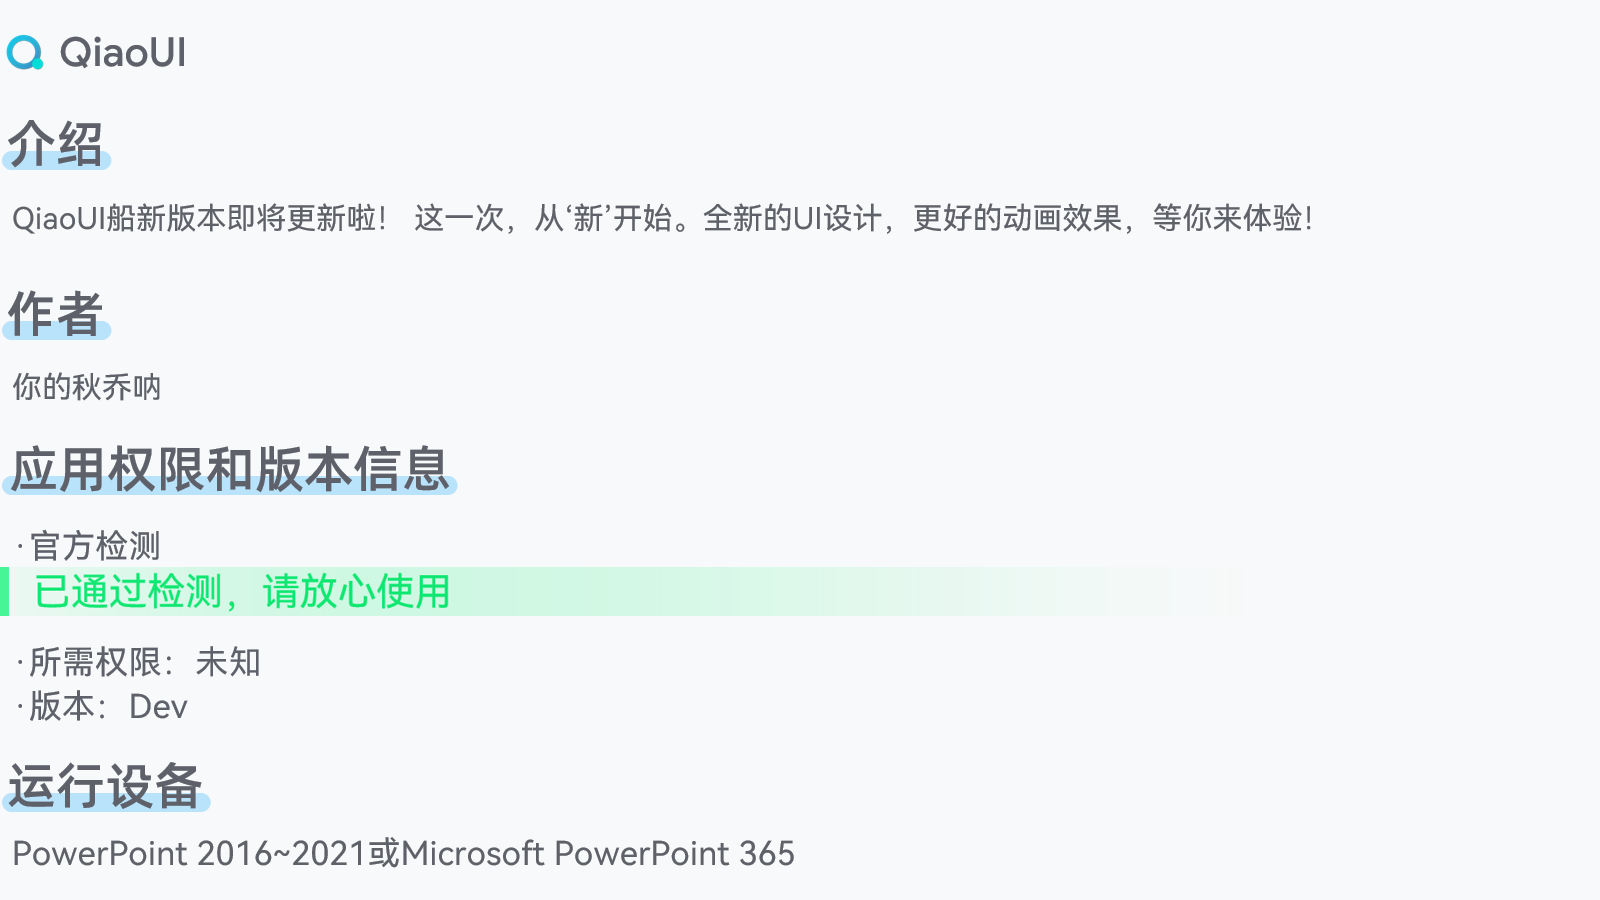 QiaoUI
介绍
QiaoUI船新版本即将更新啦！ 这一次，从‘新’开始。全新的UI设计，更好的动画效果，等你来体验！
作者
你的秋乔呐
应用权限和版本信息
·官方检测
已通过检测，请放心使用
·所需权限：未知
·版本：Dev
运行设备
PowerPoint 2016~2021或Microsoft PowerPoint 365